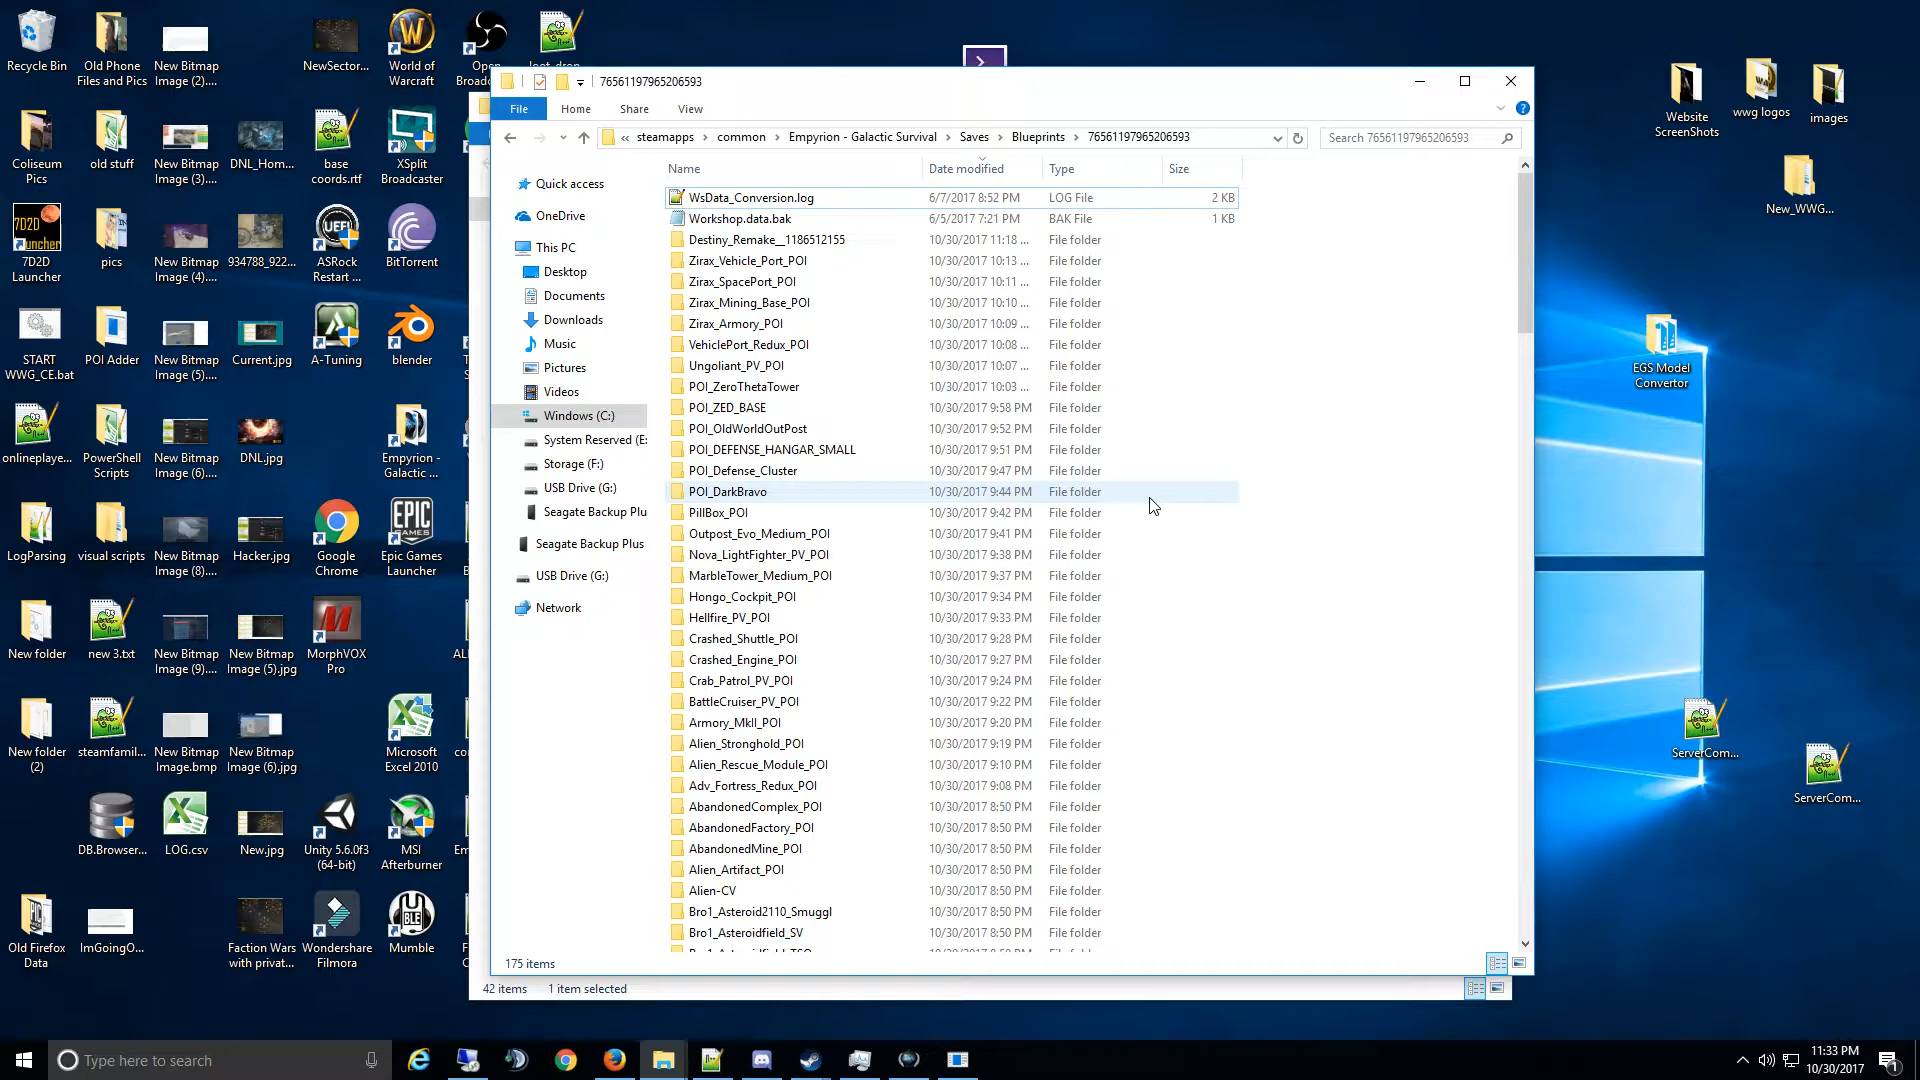 Recycle Bin
Old Phone
Files and Pics
New Bitmap
Image (2)....
NewSector...
World of
Warcraft
Open
Broadc
76561197965206593
File
Home
Share
View
«
steamapps
common
Empyrion - Galactic Survival
Saves
Blueprints
76561197965206593
Search 76561197965206593
Name
Date modified
Type
Size
Quick access
OneDrive
This PC
Desktop
Documents
Downloads
Music
Pictures
Videos
Windows (C:)
System Reserved (E:
Storage (F:)
USB Drive (G:)
Seagate Backup Plu
Seagate Backup Plus
USB Drive (G:)
Network
WsData_Conversion.log 6/7/2017 8:52 PM LOG File 2 KB
Workshop.data.bak 6/5/2017 7:21 PM BAK File 1 KB
Destiny_Remake__1186512155 10/30/2017 11:18 ... File folder
Zirax_Vehicle_Port_POI 10/30/2017 10:13 ... File folder
Zirax_SpacePort_POI 10/30/2017 10:11 ... File folder
Zirax_Mining_Base_POI 10/30/2017 10:10 ... File folder
Zirax_Armory_POI 10/30/2017 10:09 ... File folder
VehiclePort_Redux_POI 10/30/2017 10:08 ... File folder
Ungoliant_PV_POI 10/30/2017 10:07 ... File folder
POI_ZeroThetaTower 10/30/2017 10:03 ... File folder
POI_ZED_BASE 10/30/2017 9:58 PM File folder
POI_OldWorldOutPost 10/30/2017 9:52 PM File folder
POI_DEFENSE_HANGAR_SMALL 10/30/2017 9:51 PM File folder
POI_Defense_Cluster 10/30/2017 9:47 PM File folder
POI_DarkBravo 10/30/2017 9:44 PM File folder
PillBox_POI 10/30/2017 9:42 PM File folder
Outpost_Evo_Medium_POI 10/30/2017 9:41 PM File folder
Nova_LightFighter_PV_POI 10/30/2017 9:38 PM File folder
MarbleTower_Medium_POI 10/30/2017 9:37 PM File folder
Hongo_Cockpit_POI 10/30/2017 9:34 PM File folder
Hellfire_PV_POI 10/30/2017 9:33 PM File folder
Crashed_Shuttle_POI 10/30/2017 9:28 PM File folder
Crashed_Engine_POI 10/30/2017 9:27 PM File folder
Crab_Patrol_PV_POI 10/30/2017 9:24 PM File folder
BattleCruiser_PV_POI 10/30/2017 9:22 PM File folder
Armory_MkII_POI 10/30/2017 9:20 PM File folder
Alien_Stronghold_POI 10/30/2017 9:19 PM File folder
Alien_Rescue_Module_POI 10/30/2017 9:10 PM File folder
Adv_Fortress_Redux_POI 10/30/2017 9:08 PM File folder
AbandonedComplex_POI 10/30/2017 8:50 PM File folder
AbandonedFactory_POI 10/30/2017 8:50 PM File folder
AbandonedMine_POI 10/30/2017 8:50 PM File folder
Alien_Artifact_POI 10/30/2017 8:50 PM File folder
Alien-CV 10/30/2017 8:50 PM File folder
Bro1_Asteroid2110_Smuggl 10/30/2017 8:50 PM File folder
Bro1_Asteroidfield_SV 10/30/2017 8:50 PM File folder
175 items
42 items 1 item selected
Coliseum
Pics
old stuff
New Bitmap
Image (3)....
DNL_Hom...
base
coords.rtf
XSplit
Broadcaster
7D2D
Launcher
pics
New Bitmap
Image (4)....
934788_922...
ASRock
Restart ...
BitTorrent
START
WWG_CE.bat
POI Adder
New Bitmap
Image (5)....
Current.jpg
A-Tuning
blender
onlineplaye...
PowerShell
Scripts
New Bitmap
Image (6)....
DNL.jpg
Empyrion -
Galactic ...
LogParsing
visual scripts
New Bitmap
Image (8)....
Hacker.jpg
Google
Chrome
EPIC
GAMES
Epic Games
Launcher
New folder
new 3.txt
New Bitmap
Image (9)....
New Bitmap
Image (5).jpg
MorphVOX
Pro
New folder
(2)
steamfamil...
New Bitmap
Image.bmp
New Bitmap
Image (6).jpg
Microsoft
Excel 2010
DB.Browser...
LOG.csv
New.jpg
Unity 5.6.0f3
(64-bit)
MSI
Afterburner
Old Firefox
Data
ImGoingO...
Faction Wars
with privat...
Wondershare
Filmora
Mumble
Website
ScreenShots
wwg logos
images
New_WWG...
EGS Model
Convertor
ServerCom...
ServerCom...
Type here to search
11:33 PM
10/30/2017
1